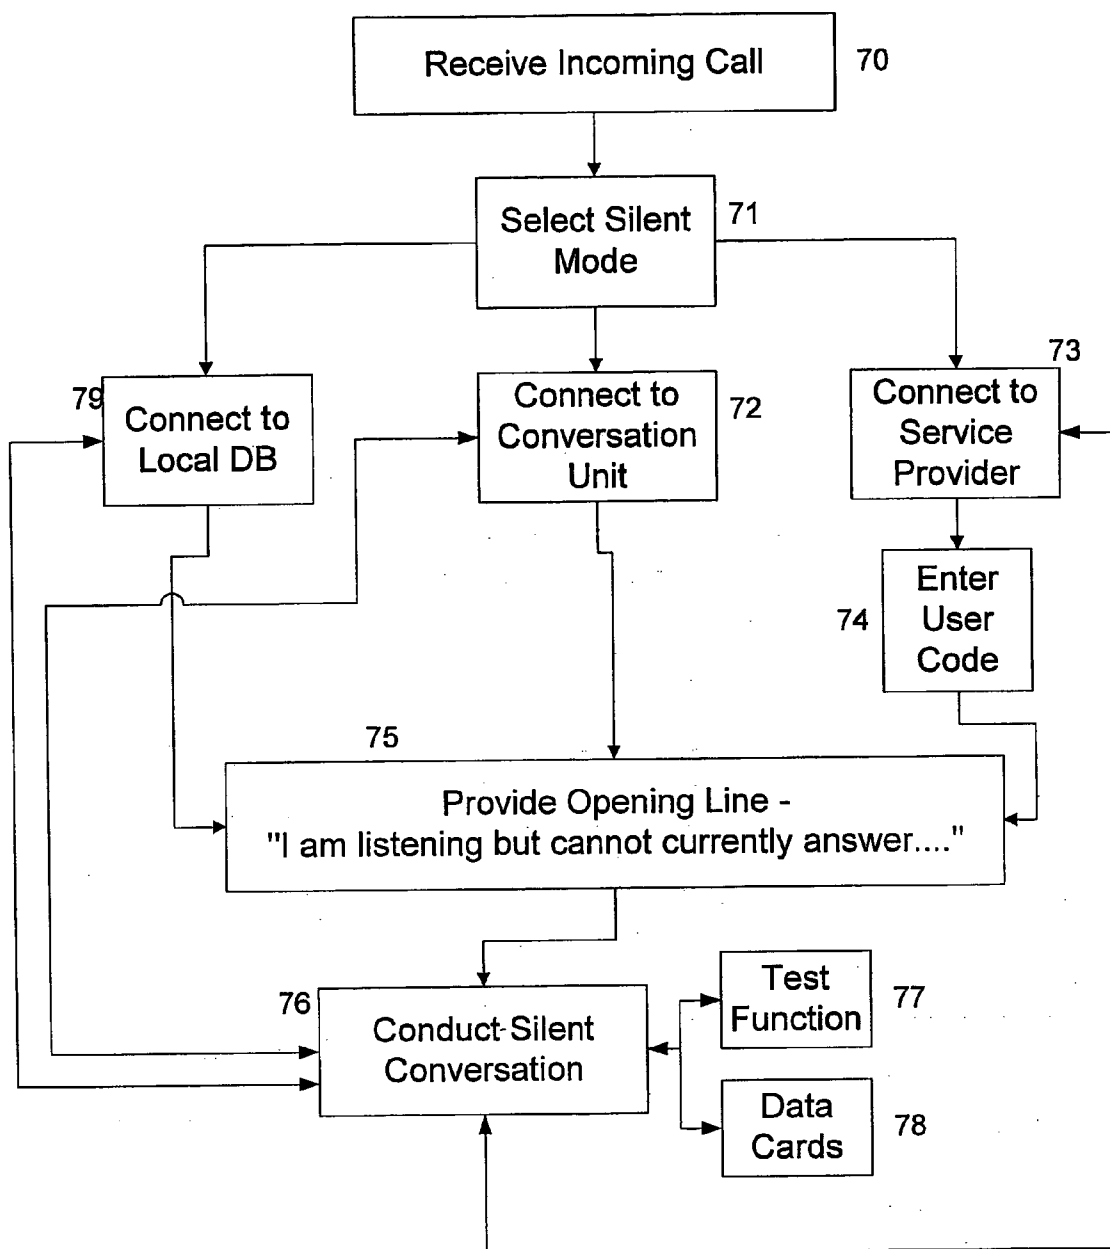 Receive Incoming Call
70
Select Silent
Mode
71
79
Connect to
Local DB
Connect to
Conversation
Unit
72
73
Connect to
Service
Provider
74
Enter
User
Code
75
Provide Opening Line -
"I am listening but cannot currently answer...."
76
Conduct Silent
Conversation
Test
Function
77
Data
Cards
78